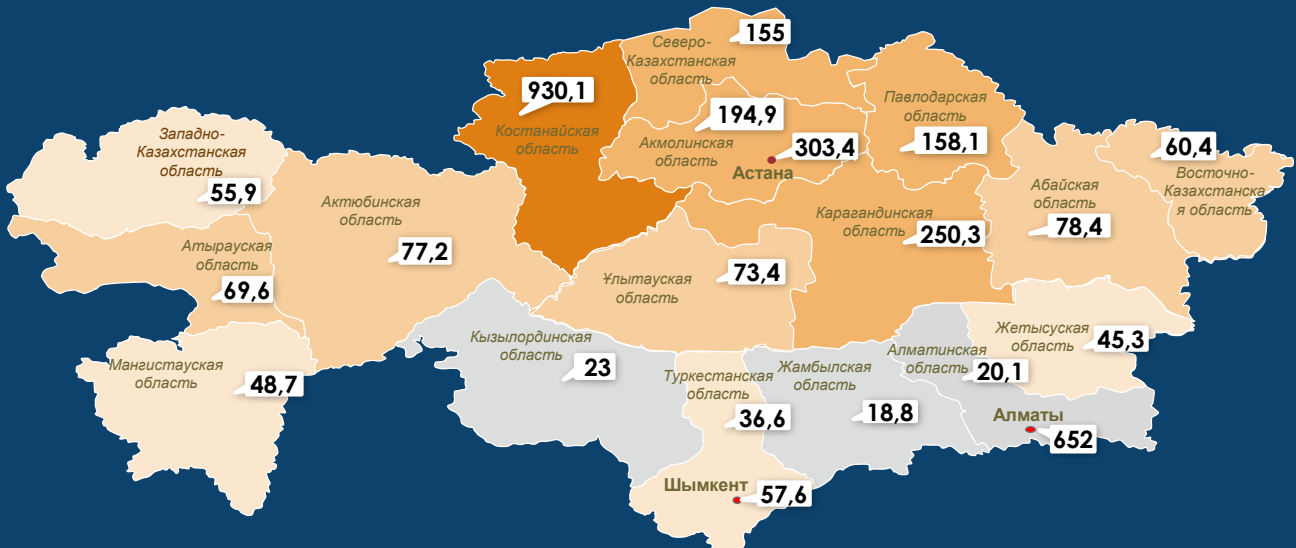 155
Северо-
Казахстанская
область
930,1
Костанайская
область
194,9
Акмолинская
область
303,4
Астана
Павлодарская
область
158,1
60,4
Восточно-
Казахстанска
я область
Абайская
область
78,4
Западно-
Казахстанская
область
55,9
Актюбинская
область
77,2
Атырауская
область
69,6
Карагандинская
область
250,3
Ұлытауская
область
73,4
Мангистауская
область
48,7
Кызылординская
область
23
Туркестанская
область
36,6
Жамбылская
область
18,8
Алматинская
область
20,1
Жетысуская
область
45,3
Алматы
652
Шымкент
57,6